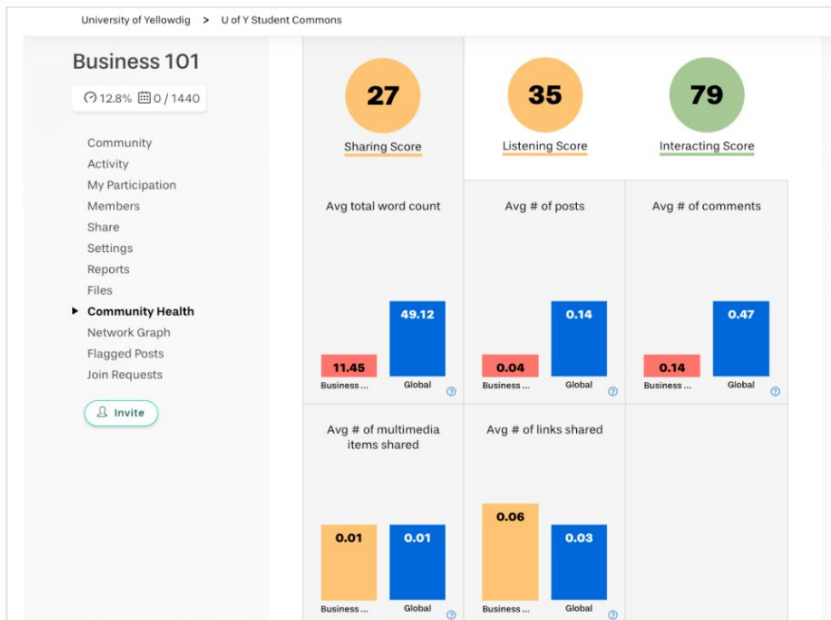 University of Yellowdig > U of Y Student Commons
Business 101
12.8% 0 / 1440
Community
Activity
My Participation
Members
Share
Settings
Reports
Files
Community Health
Network Graph
Flagged Posts
Join Requests
Invite
27
Sharing Score
35
Listening Score
79
Interacting Score
Avg total word count
11.45
49.12
Business ...
Global
?
Avg # of posts
0.04
0.14
Business ...
Global
?
Avg # of comments
0.14
0.47
Business ...
Global
?
Avg # of multimedia
items shared
0.01
0.01
Business ...
Global
?
Avg # of links shared
0.06
0.03
Business ...
Global
?